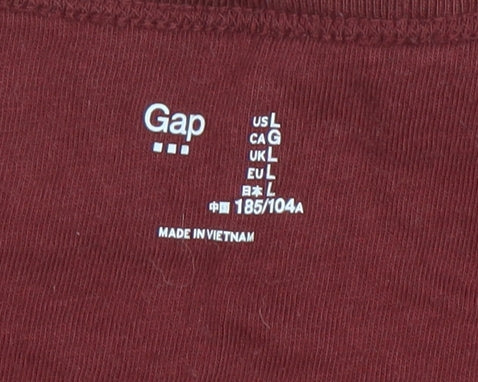 Gap
US L
CA G
UK L
EU L
日本 L
中国 185/104A
MADE IN VIETNAM